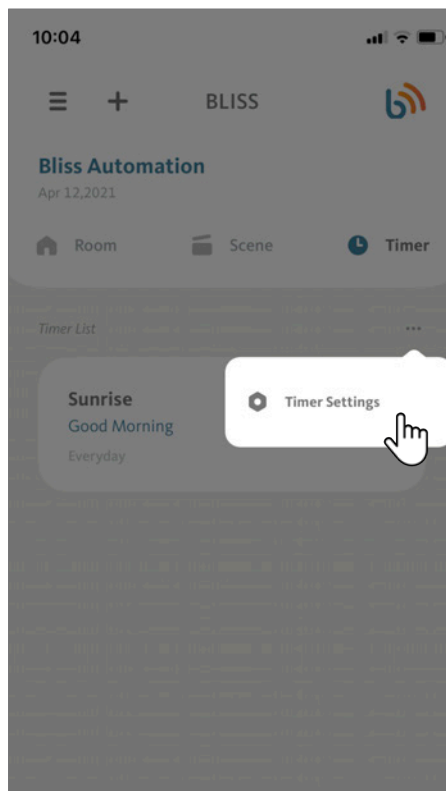 10:04
BLISS
Bliss Automation
Apr 12,2021
Room Scene Timer
Timer List
Timer Settings
Sunrise
Good Morning
Everyday